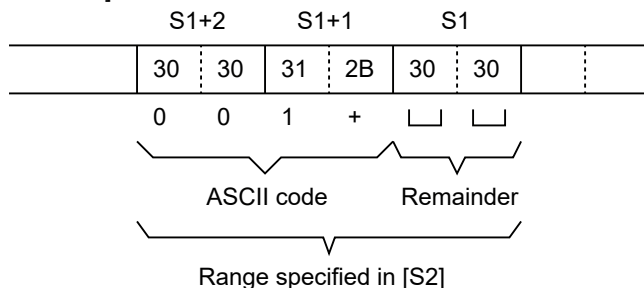 S1+2 S1+1 S1
30 30 31 2B 30 30
0 0 1 +
ASCII code Remainder
Range specified in [S2]